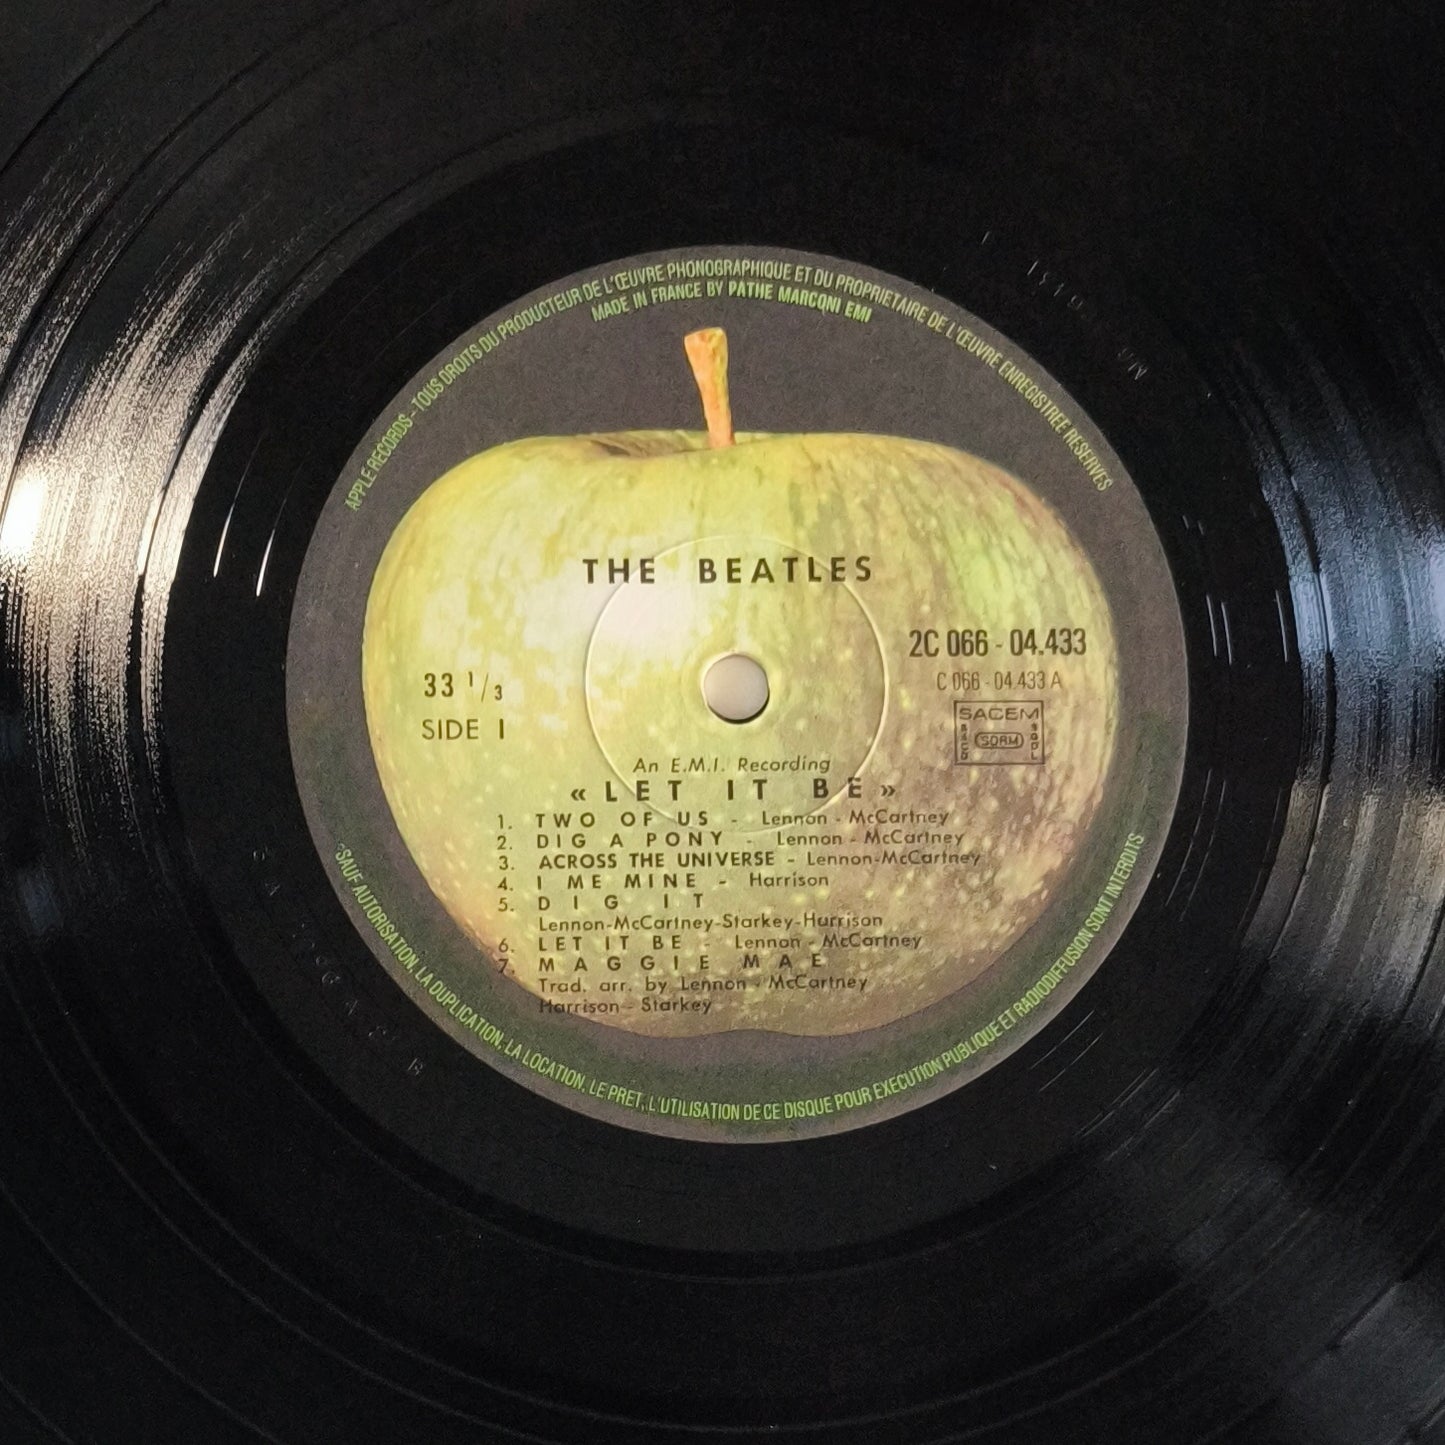 APPLE RECORDS - TOUS DROITS DU PRODUCTEUR DE L'ŒUVRE PHONOGRAPHIQUE ET DU PROPRIETAIRE DE L'ŒUVRE ENREGISTREE RESERVES
MADE IN FRANCE BY PATHE MARCONI EMI
THE BEATLES
2C 066 - 04.433
C 066 - 04 433 A
33 1/3
SIDE 1
SACEM
SDRM
An E.M.I. Recording
« LET IT BE »
1. TWO OF US - Lennon - McCartney
2. DIG A PONY - Lennon - McCartney
3. ACROSS THE UNIVERSE - Lennon-McCartney
4. I ME MINE - Harrison
5. DIG IT
Lennon-McCartney-Starkey-Harrison
6. LET IT BE - Lennon - McCartney
7. MAGGIE MAE
Trad. arr. by Lennon - McCartney
Harrison - Starkey
SAUF AUTORISATION, LA DUPLICATION, LA LOCATION, LE PRET, L'UTILISATION DE CE DISQUE POUR EXECUTION PUBLIQUE ET RADIODIFFUSION SONT INTERDITS